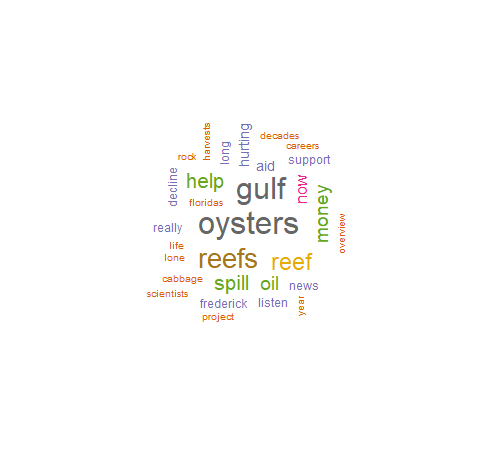 decades
harvests
long
hurting
careers
rock
aid
support
decline
help
gulf
now
money
floridas
oysters
overview
really
life
lone
reefs
reef
cabbage
spill
oil
news
scientists
frederick
listen
year
project